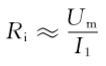 R_i ≈ U_m / I_1